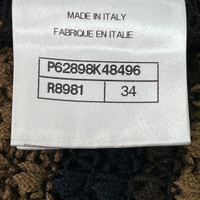 MADE IN ITALY
FABRIQUE EN ITALIE
P62898K48496
R8981 34